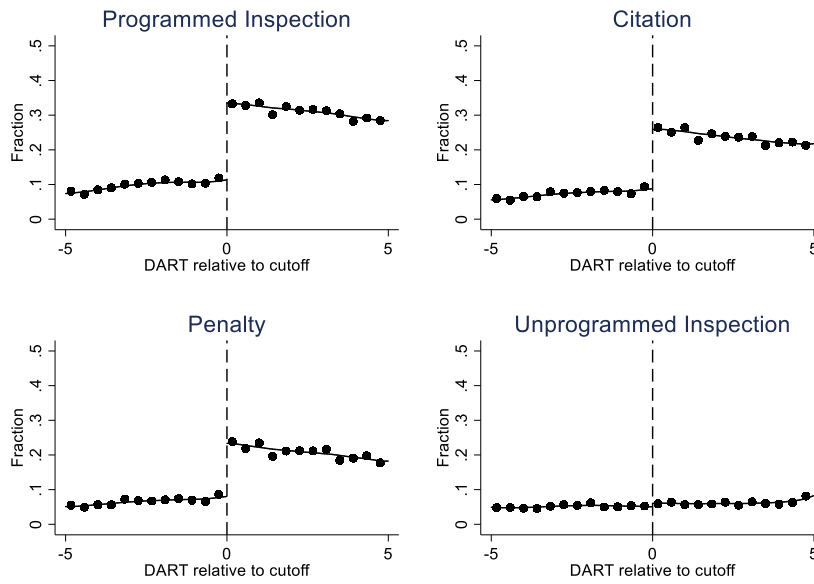 Programmed Inspection
Fraction
.5
.4
.3
.2
.1
0
-5 0 5
DART relative to cutoff
Citation
Fraction
.5
.4
.3
.2
.1
0
-5 0 5
DART relative to cutoff
Penalty
Fraction
.5
.4
.3
.2
.1
0
-5 0 5
DART relative to cutoff
Unprogrammed Inspection
Fraction
.5
.4
.3
.2
.1
0
-5 0 5
DART relative to cutoff